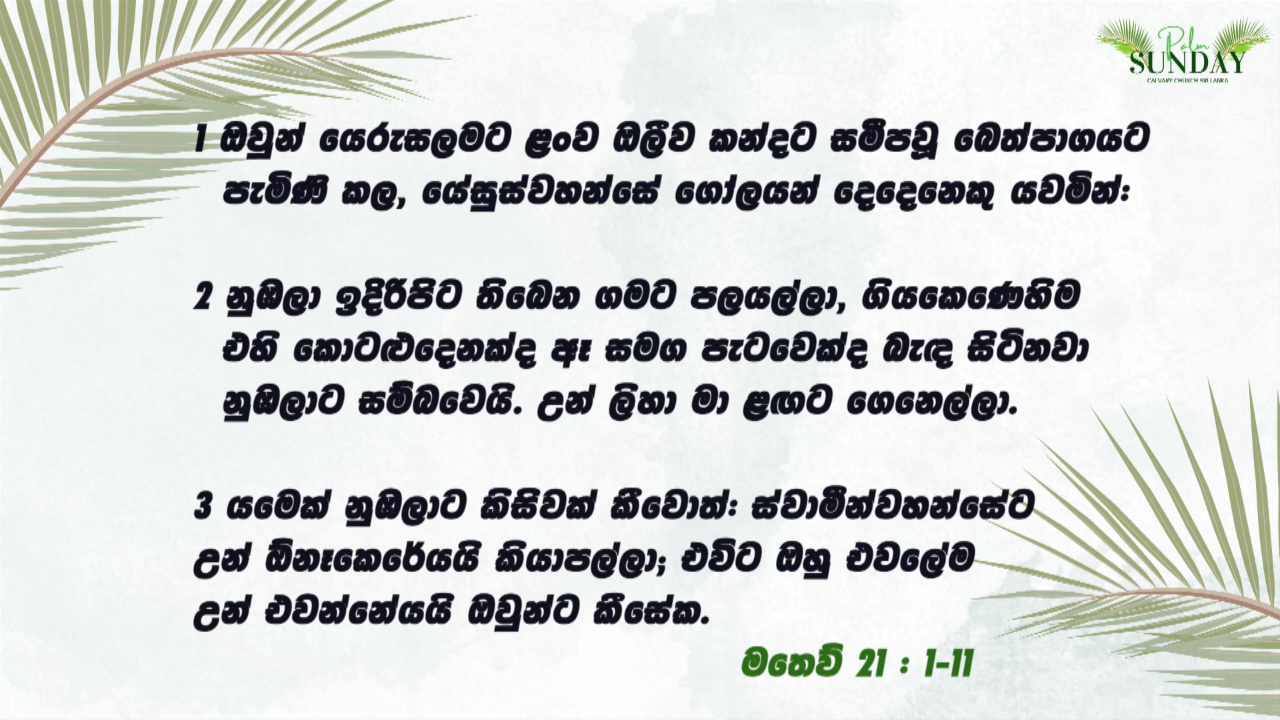 Palm
SUNDAY
CALVARY CHURCH SRI LANKA
1 ඔවුන් යෙරුසලමට ළංව ඔලීව කන්දට සමීපවූ බෙත්පාගයට
පැමිණි කල, යේසුස්වහන්සේ ගෝලයන් දෙදෙනෙකු යවමින්:
2 නුඹලා ඉදිරිපිට තිබෙන ගමට පලයල්ලා, ගියකෙණෙහිම
එහි කොටළුදෙනක්ද ඈ සමග පැටවෙක්ද බැඳ සිටිනවා
නුඹලාට සම්බවෙයි. උන් ලිහා මා ළඟට ගෙනෙල්ලා.
3 යමෙක් නුඹලාට කිසිවක් කීවොත්: ස්වාමීන්වහන්සේට
උන් ඕනෑකෙරේයයි කියාපල්ලා; එවිට ඔහු එවලේම
උන් එවන්නේයයි ඔවුන්ට කීසේක.
මතෙව් 21 : 1-11